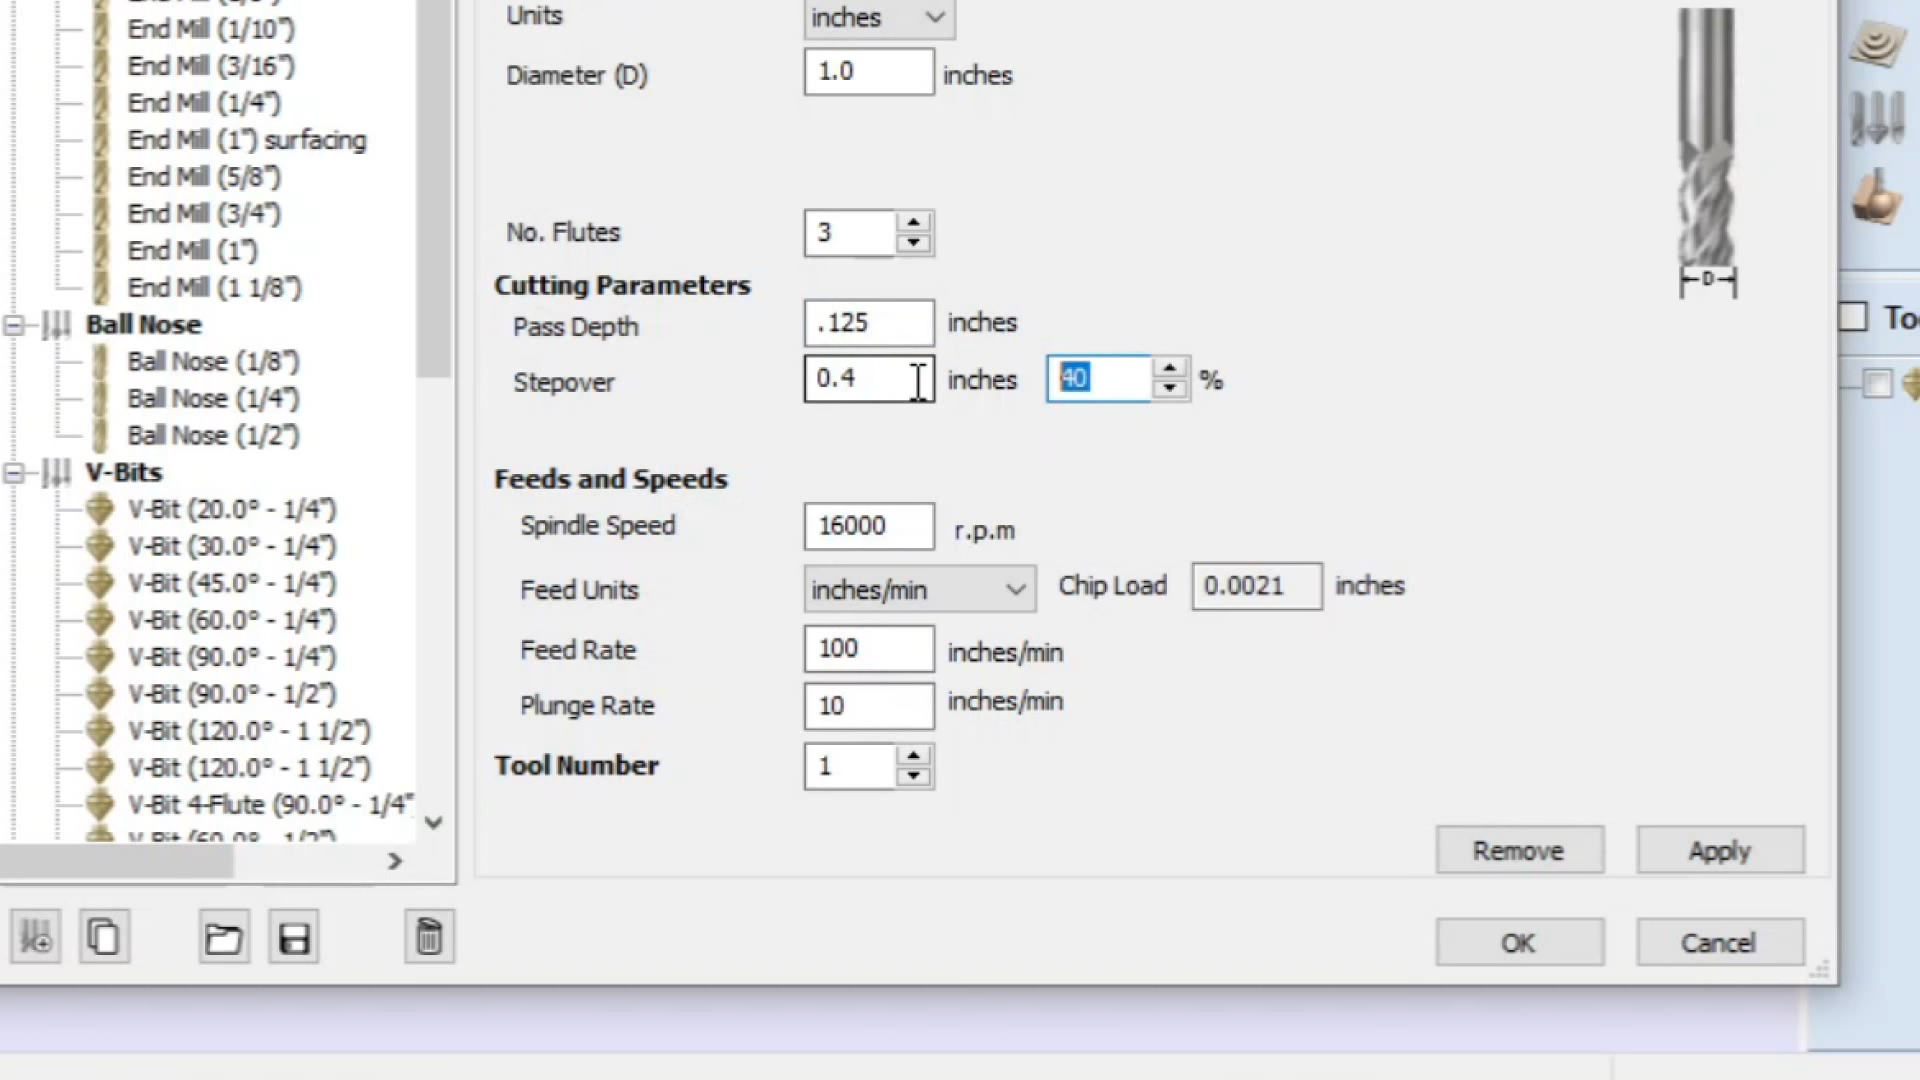 End Mill (1/10")
End Mill (3/16")
End Mill (1/4")
End Mill (1") surfacing
End Mill (5/8")
End Mill (3/4")
End Mill (1")
End Mill (1 1/8")
Ball Nose
Ball Nose (1/8")
Ball Nose (1/4")
Ball Nose (1/2")
V-Bits
V-Bit (20.0° - 1/4")
V-Bit (30.0° - 1/4")
V-Bit (45.0° - 1/4")
V-Bit (60.0° - 1/4")
V-Bit (90.0° - 1/4")
V-Bit (90.0° - 1/2")
V-Bit (120.0° - 1 1/2")
V-Bit (120.0° - 1 1/2")
V-Bit 4-Flute (90.0° - 1/4"
V-Bit (60.0° - 1/2")
Units inches
Diameter (D) 1.0 inches
No. Flutes 3
D
Cutting Parameters
Pass Depth .125 inches
Stepover 0.4 inches 40 %
Feeds and Speeds
Spindle Speed 16000 r.p.m
Feed Units inches/min Chip Load 0.0021 inches
Feed Rate 100 inches/min
Plunge Rate 10 inches/min
Tool Number 1
Remove Apply
OK Cancel